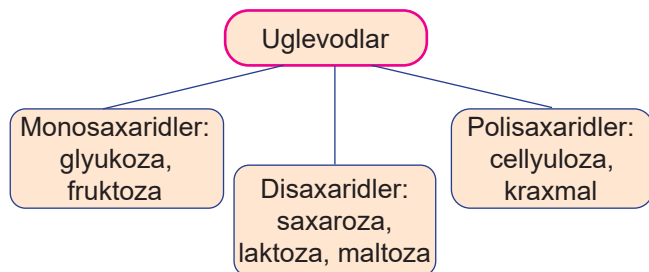 Uglevodlar
Monosaxaridler:
glyukoza,
fruktoza
Disaxaridler:
saxaroza,
laktoza, maltoza
Polisaxaridler:
cellyuloza,
kraxmal